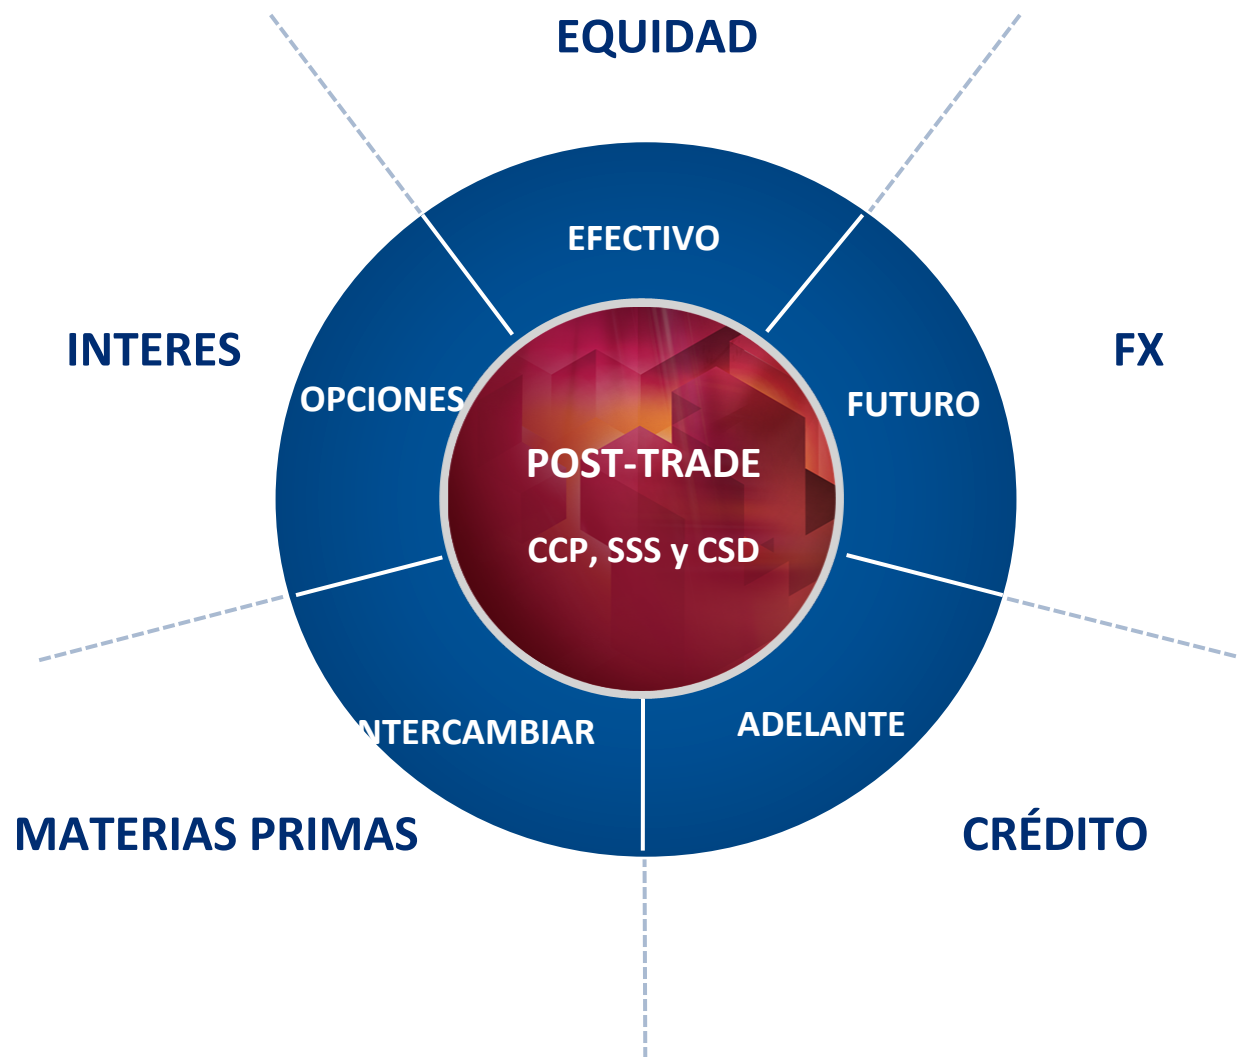 EQUIDAD
EFECTIVO
INTERES
FX
OPCIONES
FUTURO
POST-TRADE
CCP, SSS y CSD
NTERCAMBIAR
ADELANTE
MATERIAS PRIMAS
CRÉDITO